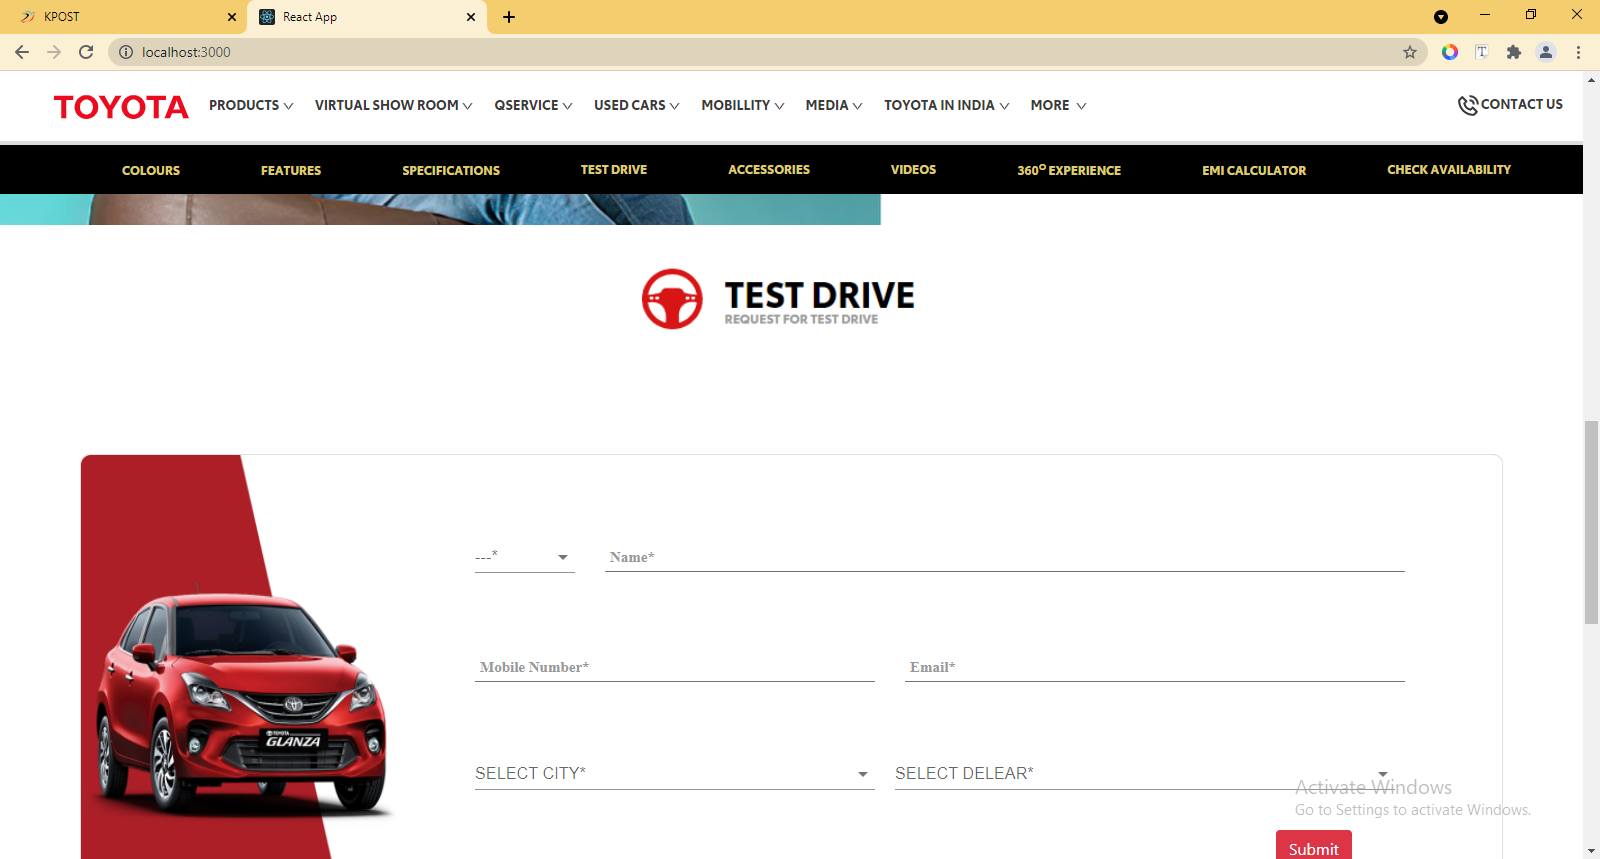 KPOST
React App
localhost:3000
TOYOTA PRODUCTS VIRTUAL SHOW ROOM QSERVICE USED CARS MOBILLITY MEDIA TOYOTA IN INDIA MORE CONTACT US
COLOURS FEATURES SPECIFICATIONS TEST DRIVE ACCESSORIES VIDEOS 360° EXPERIENCE EMI CALCULATOR CHECK AVAILABILITY
TEST DRIVE
REQUEST FOR TEST DRIVE
---* Name*
Mobile Number* Email*
TOYOTA
GLANZA
SELECT CITY* SELECT DELEAR*
Activate Windows
Go to Settings to activate Windows.
Submit